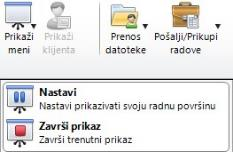 Prikaži meni
Prikaži klijenta
Prenos datoteke
Pošalji/Prikupi radove
Nastavi
Nastavi prikazivati svoju radnu površinu
Završi prikaz
Završi trenutni prikaz